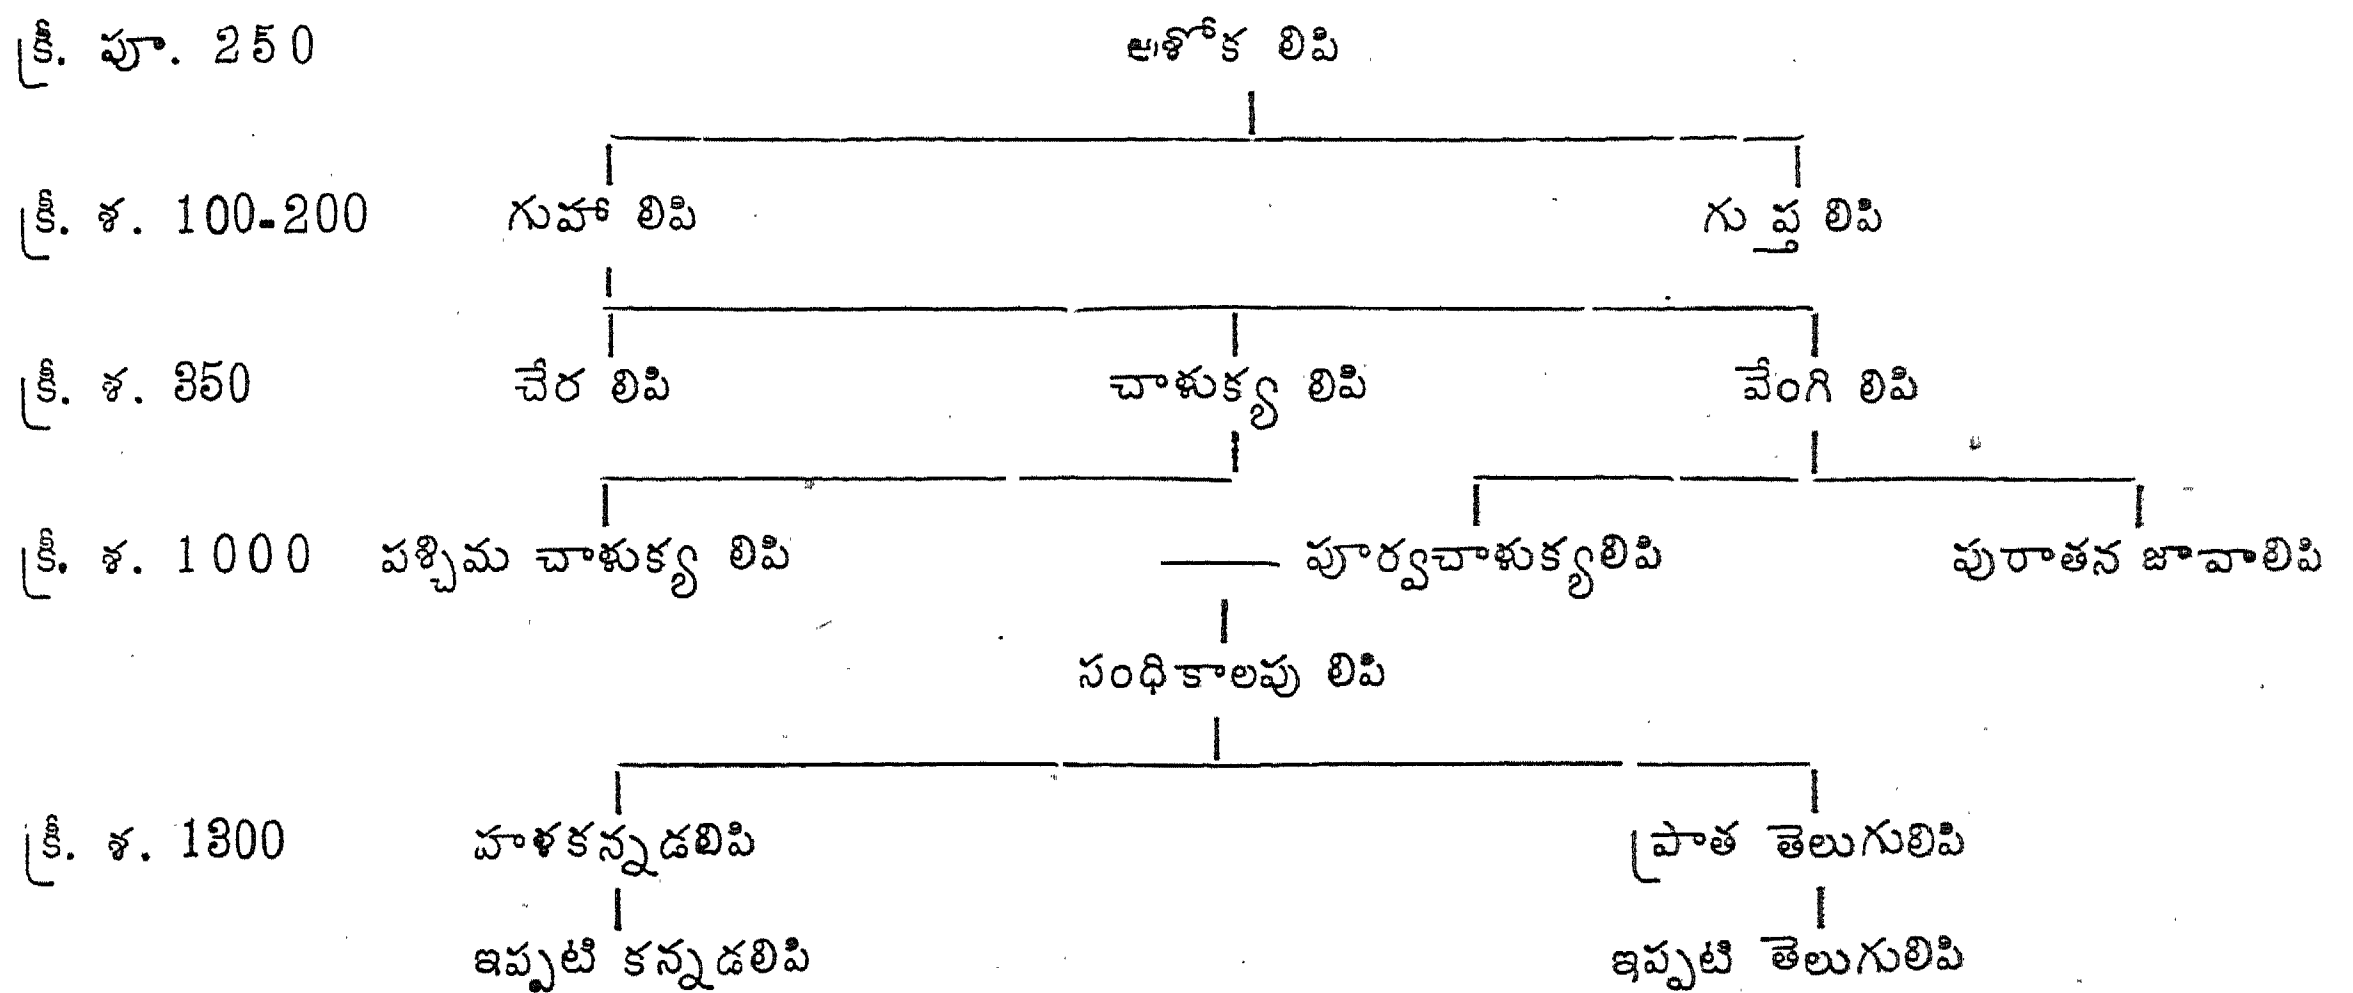 క్రీ. పూ. 250 అశోక లిపి
క్రీ. శ. 100-200 గుహా లిపి గుప్త లిపి
క్రీ. శ. 350 చేర లిపి చాళుక్య లిపి వేంగి లిపి
క్రీ. శ. 1000 పశ్చిమ చాళుక్య లిపి పూర్వచాళుక్యలిపి పురాతన జావాలిపి
సంధికాలపు లిపి
క్రీ. శ. 1300 హళకన్నడలిపి ప్రాత తెలుగులిపి
ఇప్పటి కన్నడలిపి ఇప్పటి తెలుగులిపి